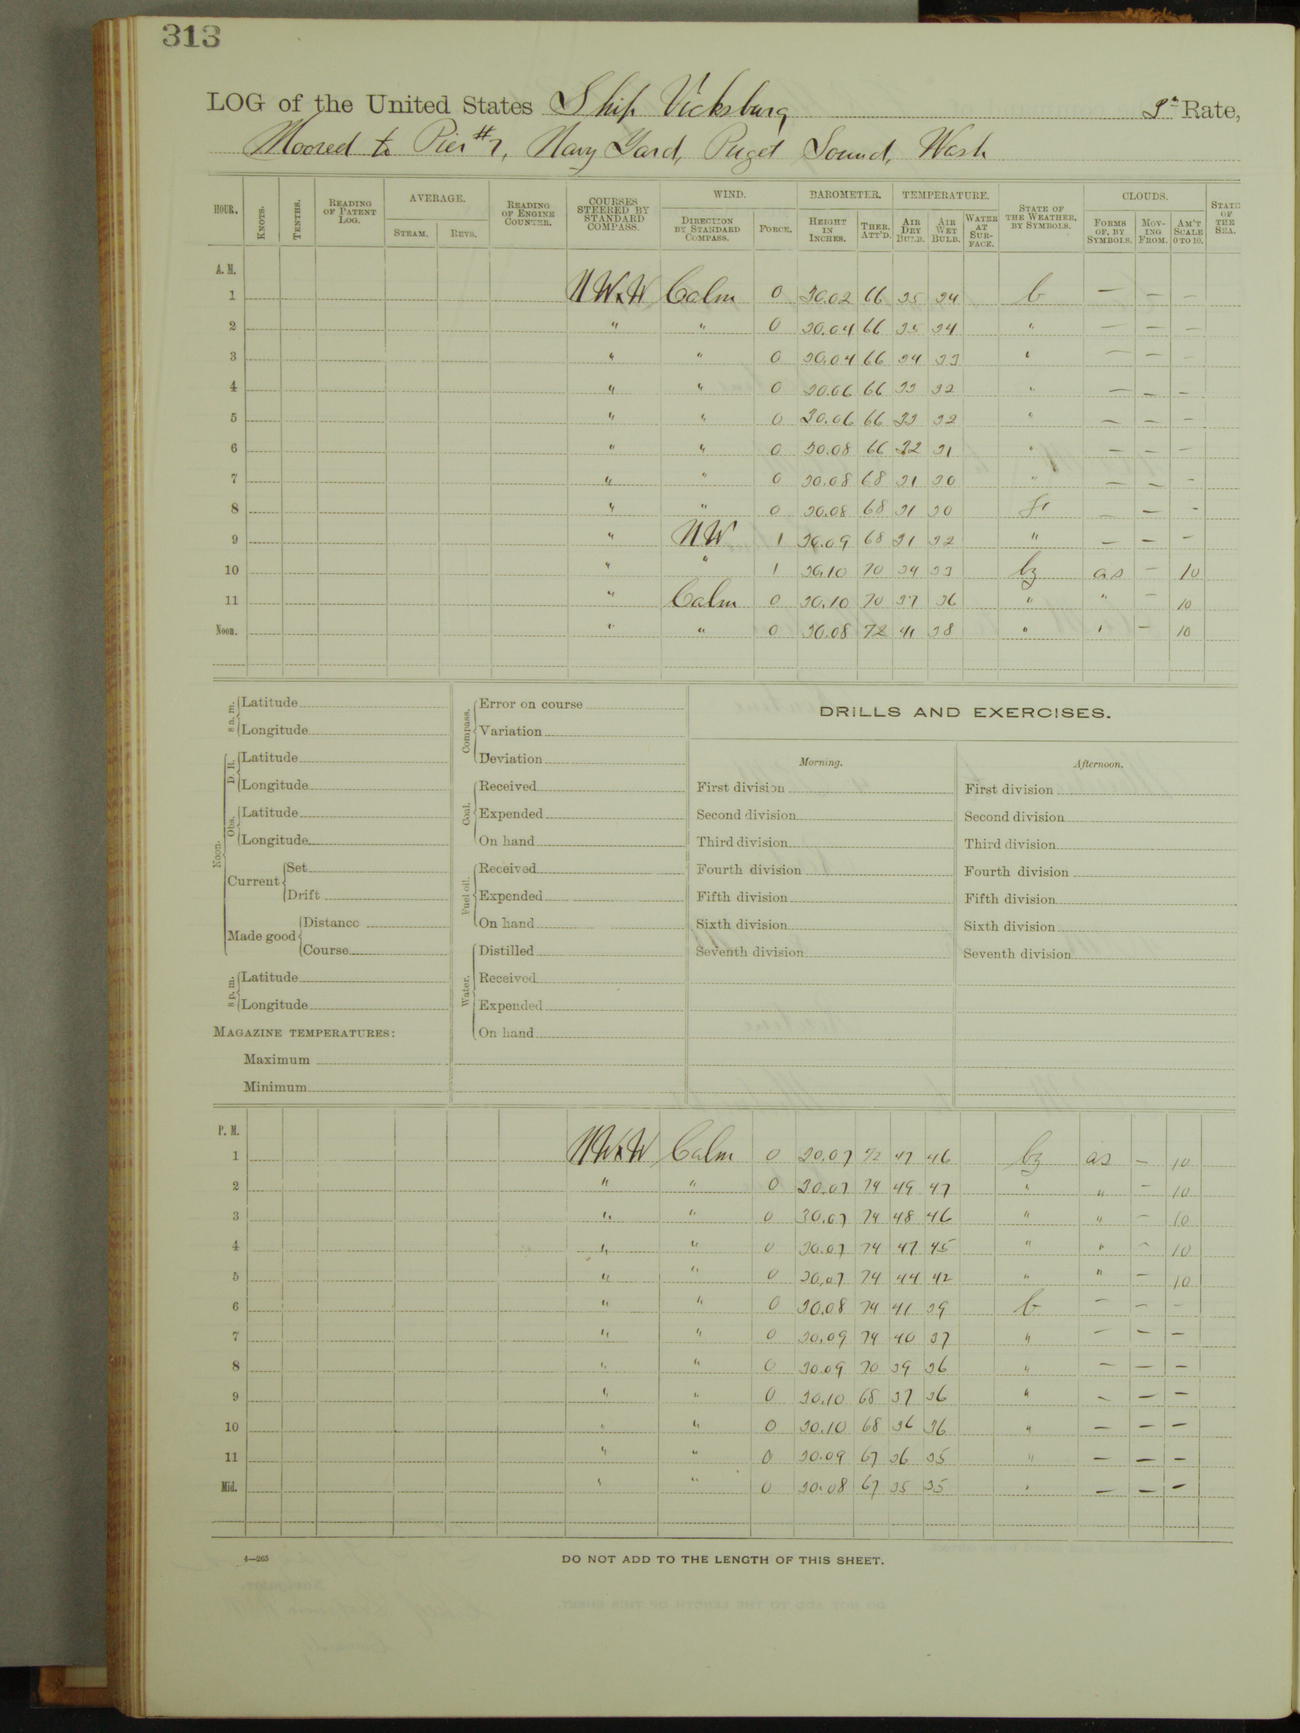 313
LOG of the United States Ship Vicksburg Rate,
Moored to Pier # 7, Navy Yard, Puget Sound, Wash
HOUR. KNOTS. TENTHS. READING OF PATENT LOG. AVERAGE. STEAM. REVS. READING OF ENGINE COUNTER. COURSES STEERED BY STANDARD COMPASS. WIND. DIRECTION BY STANDARD COMPASS. FORCE. BAROMETER. HEIGHT IN INCHES. THER. ATT'D. TEMPERATURE. AIR DRY BULB. AIR WET BULB. WATER AT SURFACE. STATE OF THE WEATHER, BY SYMBOLS. CLOUDS. FORMS OF, BY SYMBOLS. MOVING FROM. AM'T SCALE 0 TO 10. STATE OF THE SEA.
A. M.
1 NWxW Calm 0 30.02 66 35 34 b — — —
2 " " 0 30.04 66 35 34 " — — —
3 " " 0 30.04 66 34 33 " — — —
4 " " 0 30.06 66 33 32 " — — —
5 " " 0 30.06 66 33 32 " — — —
6 " " 0 30.08 66 32 31 " — — —
7 " " 0 30.08 68 31 30 " — — —
8 " " 0 30.08 68 31 30 — — —
9 " NW 1 30.09 68 31 32 " — — —
10 " " 1 30.10 70 34 33 bz as — 10
11 " Calm 0 30.10 70 37 36 " " — 10
Noon. " " 0 30.08 72 41 38 " " — 10
8 a. m. Latitude
Longitude
Noon. D. R. Latitude
Longitude
Obs. Latitude
Longitude
Current Set
Drift
Made good Distance
Course
8 p. m. Latitude
Longitude
MAGAZINE TEMPERATURES:
Maximum
Minimum
Compass. Error on course
Variation
Deviation
Coal. Received
Expended
On hand
Fuel oil. Received
Expended
On hand
Water. Distilled
Received
Expended
On hand
DRILLS AND EXERCISES.
Morning.
First division
Second division
Third division
Fourth division
Fifth division
Sixth division
Seventh division
Afternoon.
First division
Second division
Third division
Fourth division
Fifth division
Sixth division
Seventh division
P. M.
1 NWxW Calm 0 30.07 72 47 46 bz as — 10
2 " " 0 30.07 74 49 47 " " — 10
3 " " 0 30.07 74 48 46 " " — 10
4 " " 0 30.07 74 47 45 " " — 10
5 " " 0 30.07 74 44 42 " " — 10
6 " " 0 30.08 74 41 39 b — — —
7 " " 0 30.09 74 40 37 " — — —
8 " " 0 30.09 70 39 36 " — — —
9 " " 0 30.10 68 37 36 " — — —
10 " " 0 30.10 68 36 36 " — — —
11 " " 0 30.09 67 36 35 " — — —
Mid. " " 0 30.08 67 35 35 " — — —
4—265
DO NOT ADD TO THE LENGTH OF THIS SHEET.